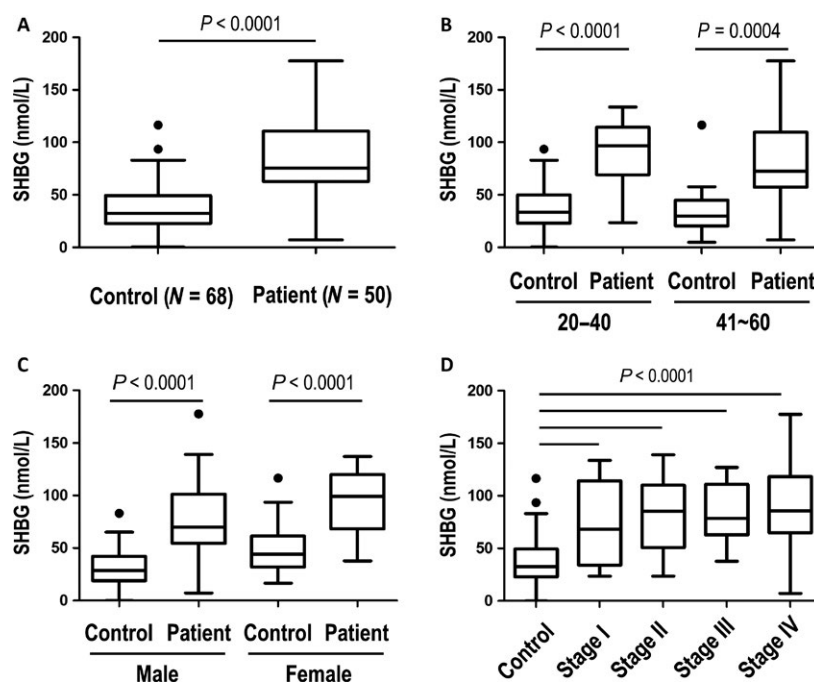 A
P < 0.0001
SHBG (nmol/L)
200
150
100
50
0
Control (N = 68)
Patient (N = 50)
B
P < 0.0001
P = 0.0004
SHBG (nmol/L)
200
150
100
50
0
Control Patient Control Patient
20–40
41~60
C
P < 0.0001
P < 0.0001
SHBG (nmol/L)
200
150
100
50
0
Control Patient Control Patient
Male
Female
D
P < 0.0001
SHBG (nmol/L)
200
150
100
50
0
Control
Stage I
Stage II
Stage III
Stage IV